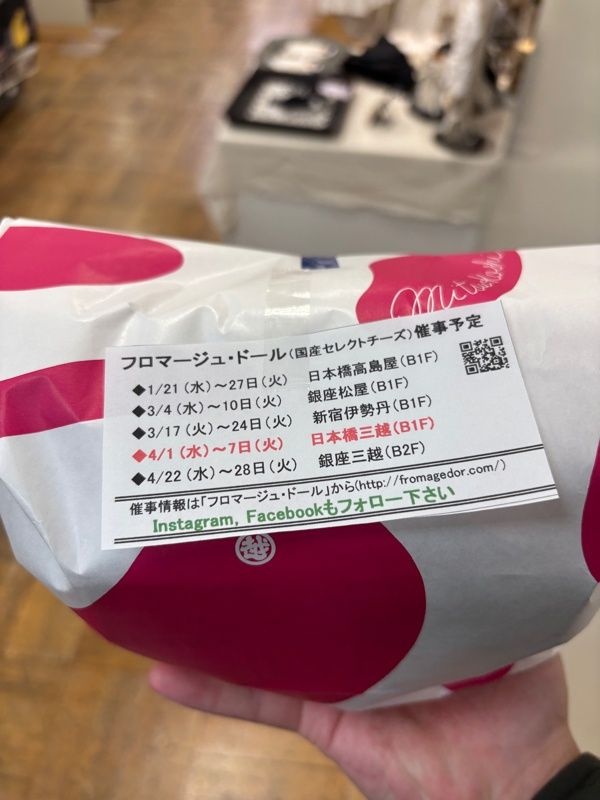 Mitsukoshi
フロマージュ・ドール(国産セレクトチーズ)催事予定
◆1/21(水)～27日(火) 日本橋高島屋(B1F)
◆3/4(水)～10日(火) 銀座松屋(B1F)
◆3/17(火)～24日(火) 新宿伊勢丹(B1F)
◆4/1(水)～7日(火) 日本橋三越(B1F)
◆4/22(水)～28日(火) 銀座三越(B2F)
催事情報は「フロマージュ・ドール」から(http://fromagedor.com/)
Instagram, Facebookもフォロー下さい
越